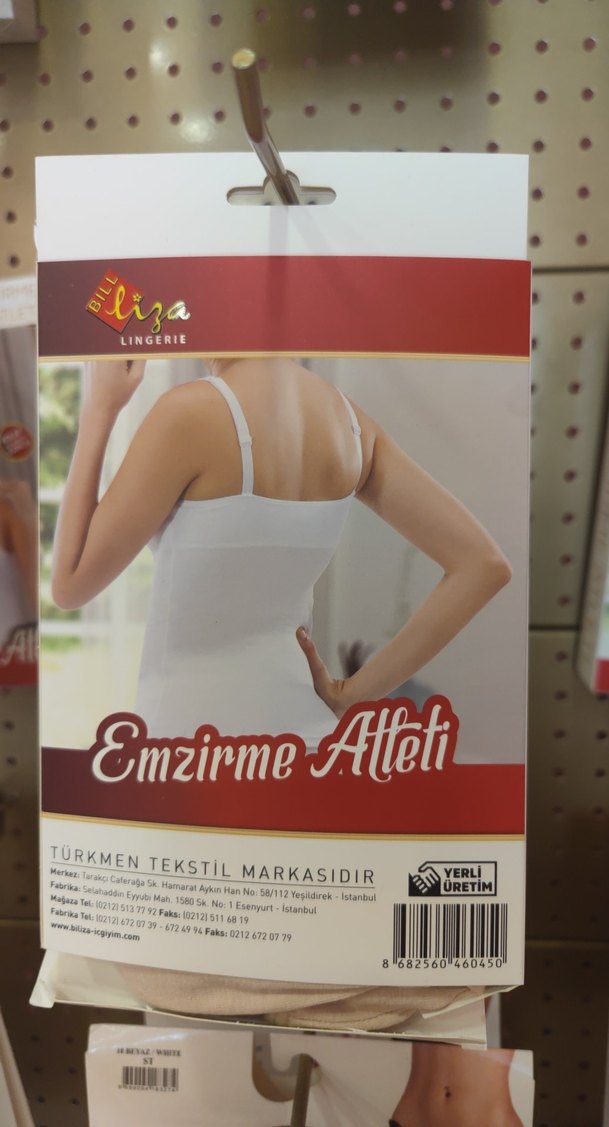 BILL
liza
LINGERIE
Emzirme Atleti
TÜRKMEN TEKSTİL MARKASIDIR
Merkez: Tarakçı Caferağa Sk. Hamarat Aykın Han No: 58/112 Yeşildirek - İstanbul
Fabrika: Selahaddin Eyyubi Mah. 1580 Sk. No: 1 Esenyurt - İstanbul
Mağaza Tel: (0212) 513 77 92 Faks: (0212) 511 68 19
Fabrika Tel: (0212) 672 07 39 - 672 49 94 Faks: 0212 672 07 79
www.biliza-icgiyim.com
YERLİ
ÜRETİM
8 682560 460450
10 BEYAZ / WHITE
ST